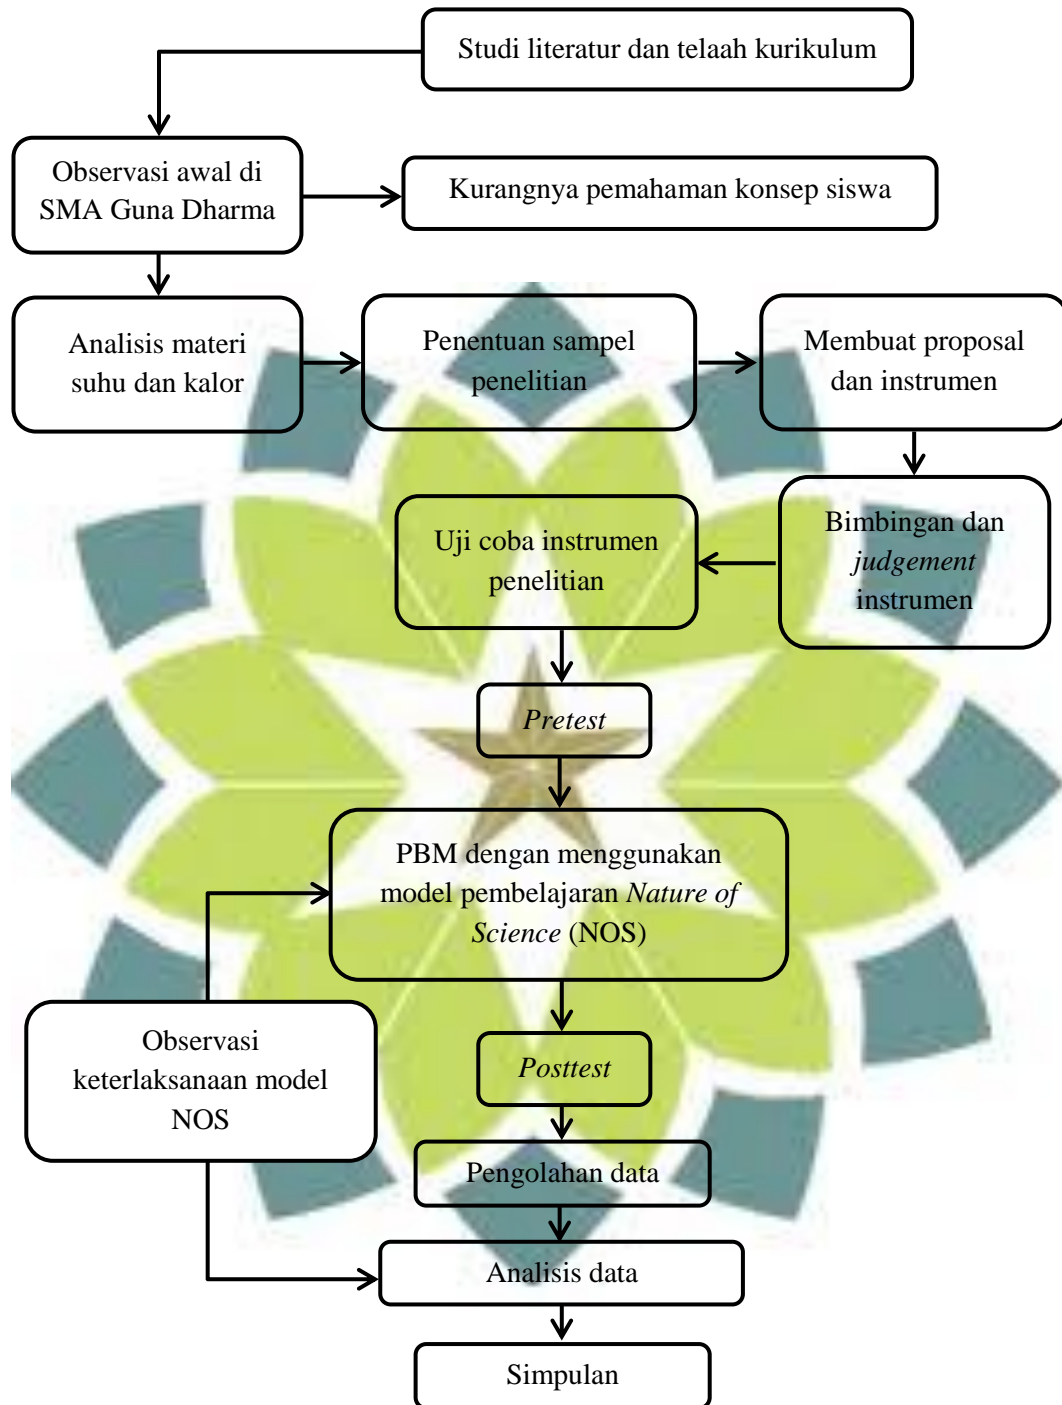 Studi literatur dan telaah kurikulum
Observasi awal di
SMA Guna Dharma
Kurangnya pemahaman konsep siswa
Analisis materi
suhu dan kalor
Penentuan sampel
penelitian
Membuat proposal
dan instrumen
Bimbingan dan
judgement
instrumen
Uji coba instrumen
penelitian
Pretest
PBM dengan menggunakan
model pembelajaran Nature of
Science (NOS)
Observasi
keterlaksanaan model
NOS
Posttest
Pengolahan data
Analisis data
Simpulan